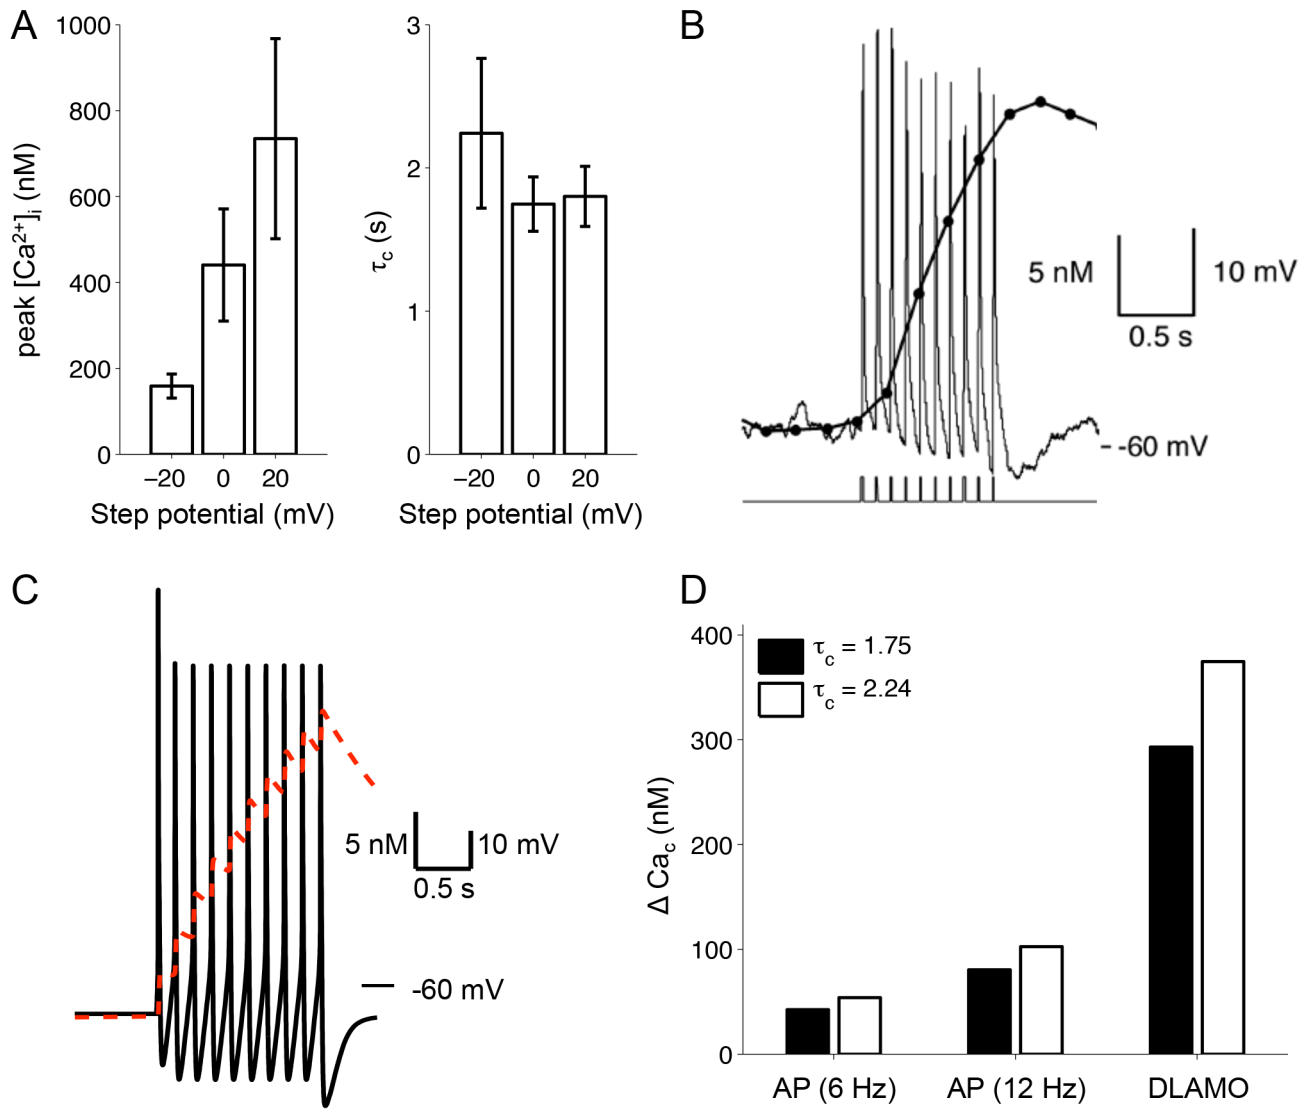 A
1000
800
600
400
200
0
peak [Ca²⁺]ᵢ (nM)
−20 0 20
Step potential (mV)
3
2
1
0
τc (s)
−20 0 20
Step potential (mV)
B
5 nM 10 mV
0.5 s
-60 mV
C
5 nM 10 mV
0.5 s
-60 mV
D
400
300
200
100
0
Δ Cac (nM)
τc = 1.75
τc = 2.24
AP (6 Hz) AP (12 Hz) DLAMO